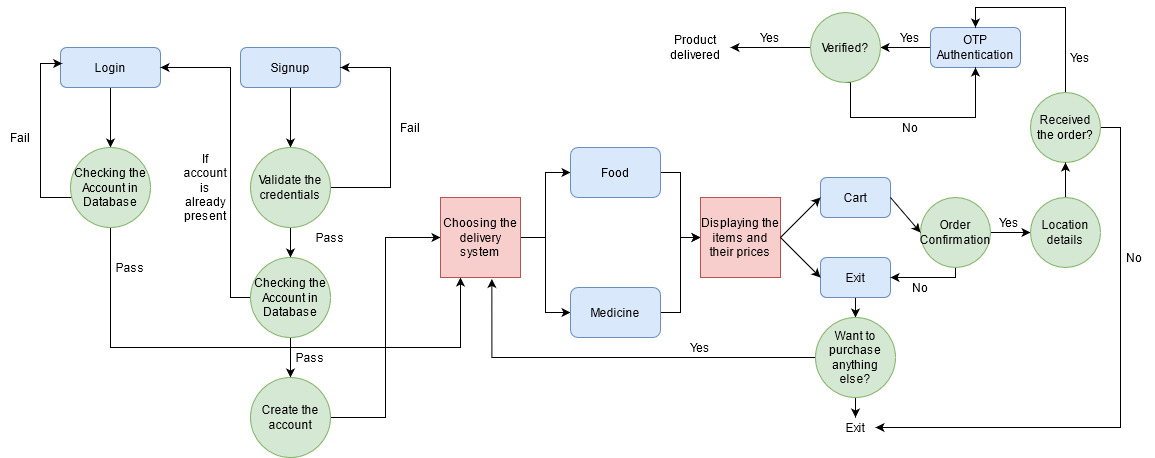 Login
Fail
Checking the
Account in
Database
Pass
If
account
is
already
present
Signup
Fail
Validate the
credentials
Pass
Checking the
Account in
Database
Pass
Create the
account
Choosing the
delivery
system
Food
Medicine
Displaying the
items and
their prices
Cart
Exit
Order
Confirmation
Yes
No
Location
details
Received
the order?
Yes
No
OTP
Authentication
Yes
Verified?
No
Yes
Product
delivered
Want to
purchase
anything
else?
Yes
Exit